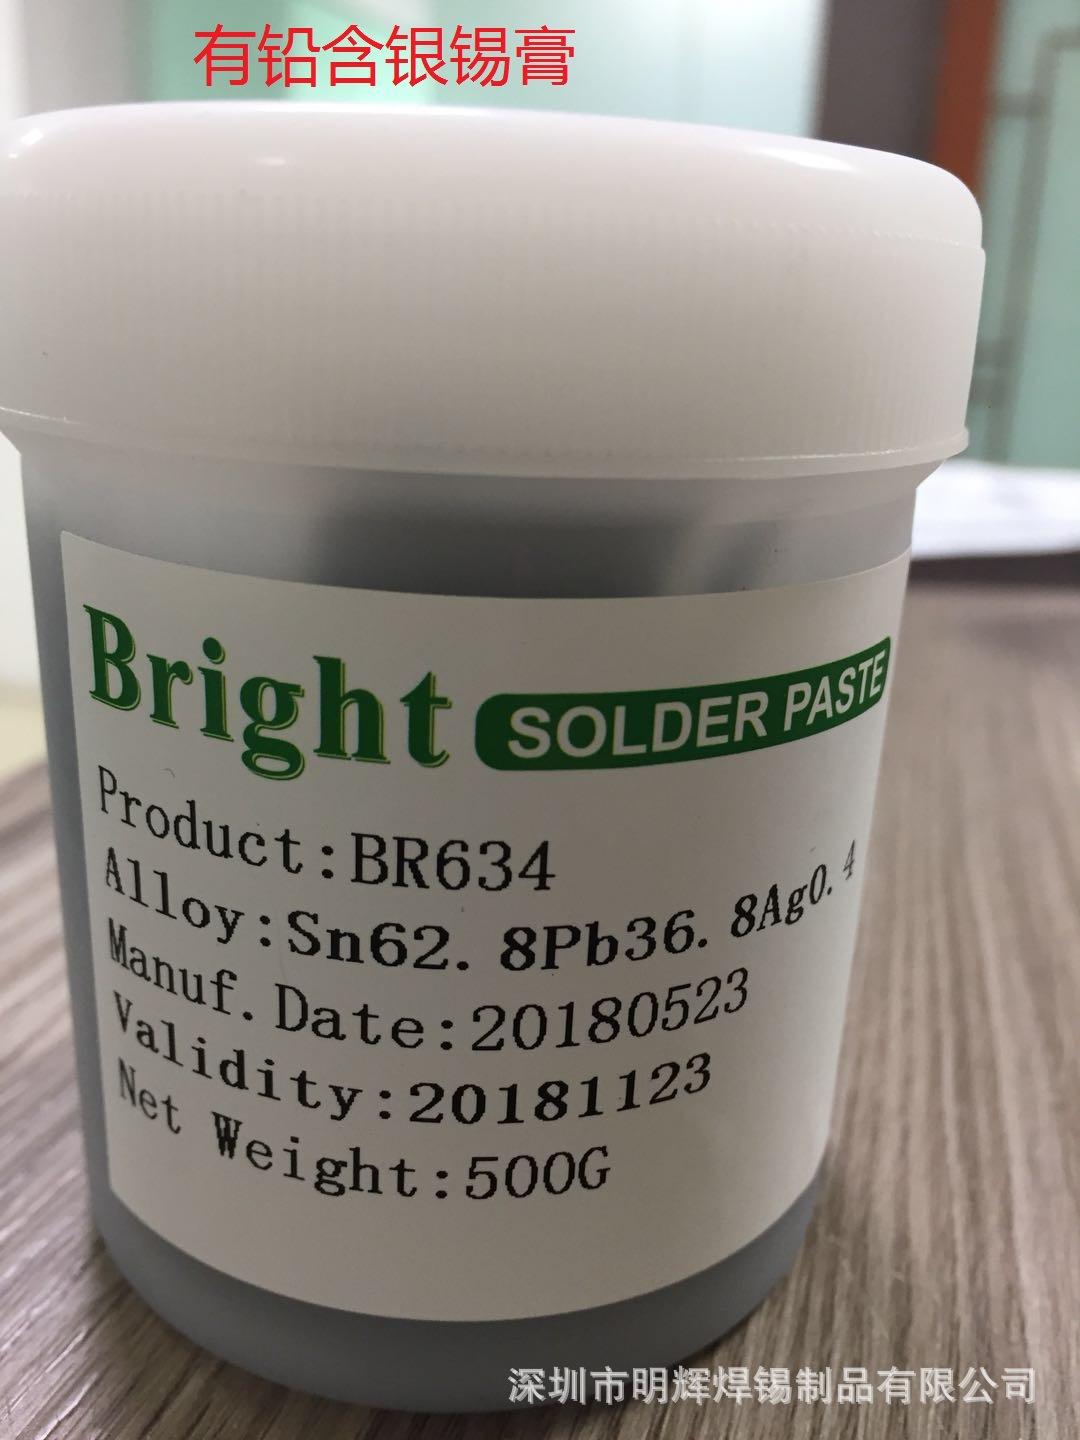 有铅含银锡膏
Bright SOLDER PASTE
Product:BR634
Alloy:Sn62.8Pb36.8Ag0.4
Manuf.Date:20180523
Validity:20181123
Net Weight:500G
深圳市明辉焊锡制品有限公司